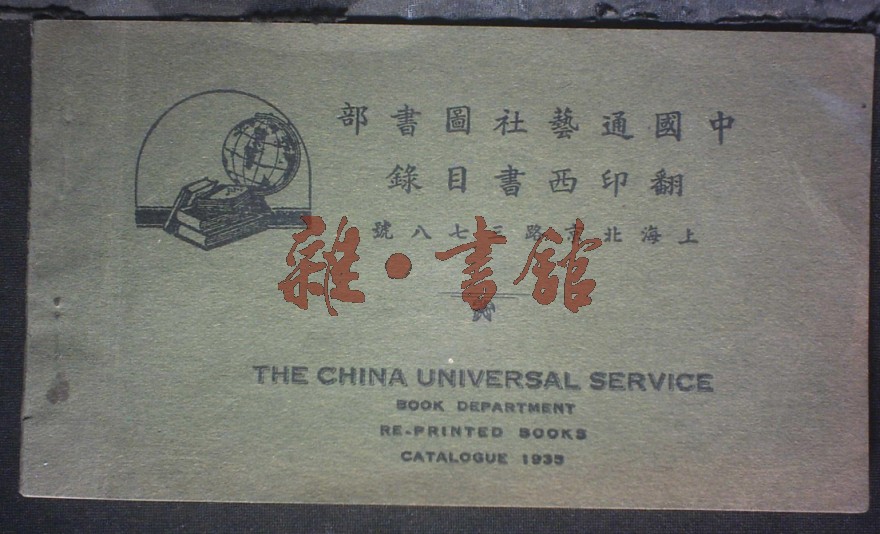 中國通藝社圖書部
翻印西書目錄
上海北京路三七八號
雜·書館
THE CHINA UNIVERSAL SERVICE
BOOK DEPARTMENT
RE-PRINTED BOOKS
CATALOGUE 1935